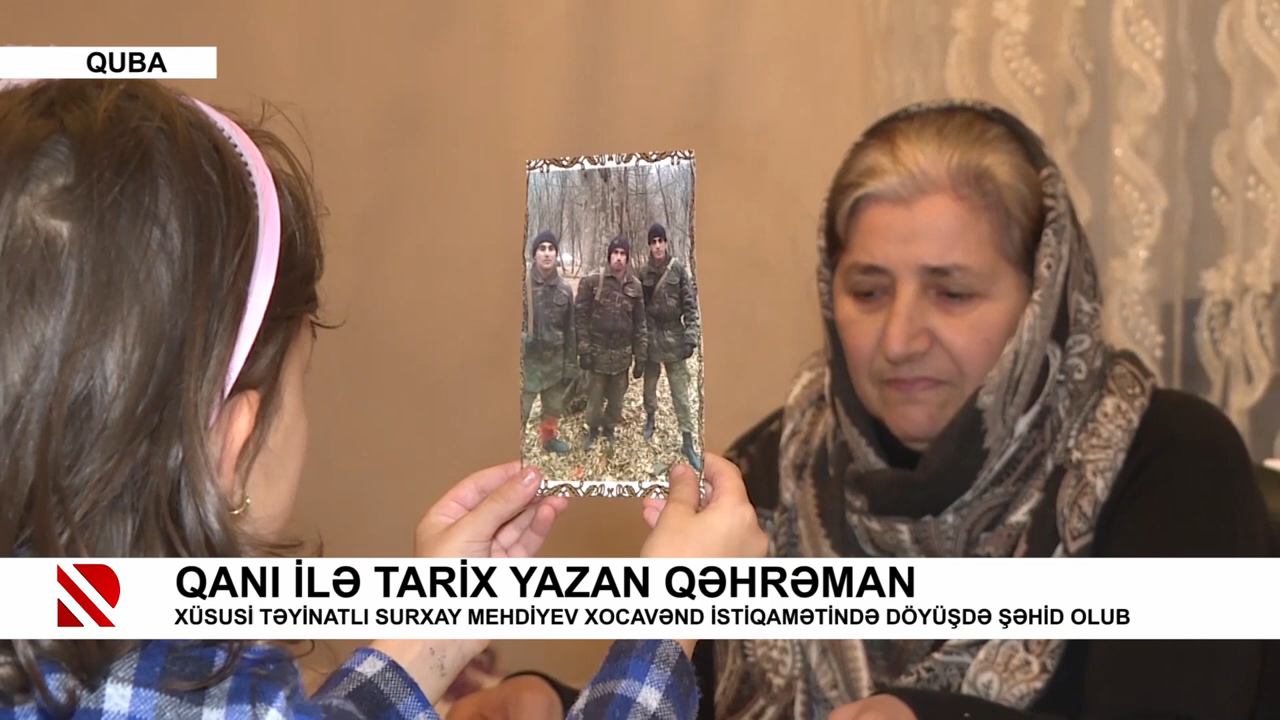 QUBA
QANI İLƏ TARİX YAZAN QƏHRƏMAN
XÜSUSİ TƏYİNATLI SURXAY MEHDİYEV XOCAVƏND İSTİQAMƏTİNDƏ DÖYÜŞDƏ ŞƏHİD OLUB